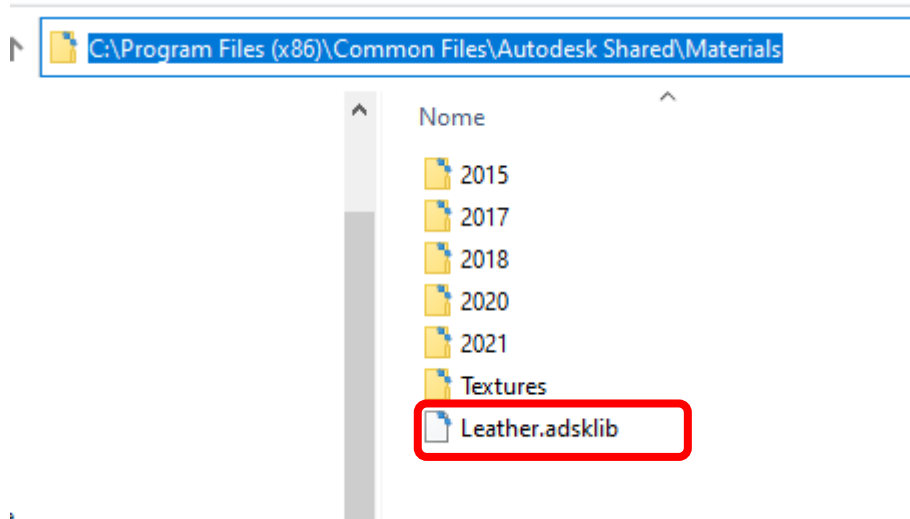 C:\Program Files (x86)\Common Files\Autodesk Shared\Materials
Nome
2015
2017
2018
2020
2021
Textures
Leather.adsklib